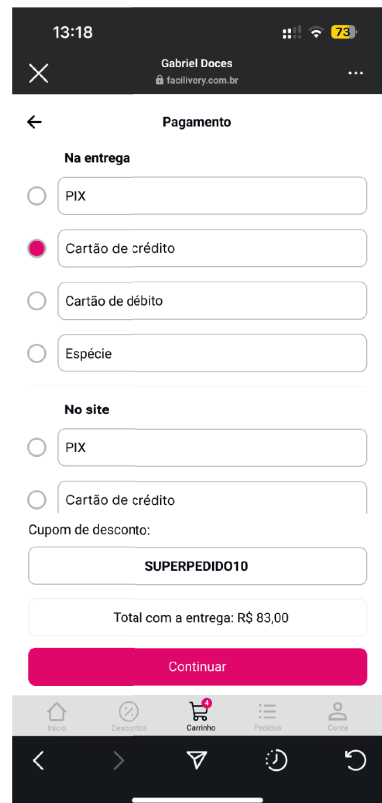 13:18
73
Gabriel Doces
facilivery.com.br
Pagamento
Na entrega
PIX
Cartão de crédito
Cartão de débito
Espécie
No site
PIX
Cartão de crédito
Cupom de desconto:
SUPERPEDIDO10
Total com a entrega: R$ 83,00
Continuar
4
Início
Descontos
Carrinho
Pedidos
Conta